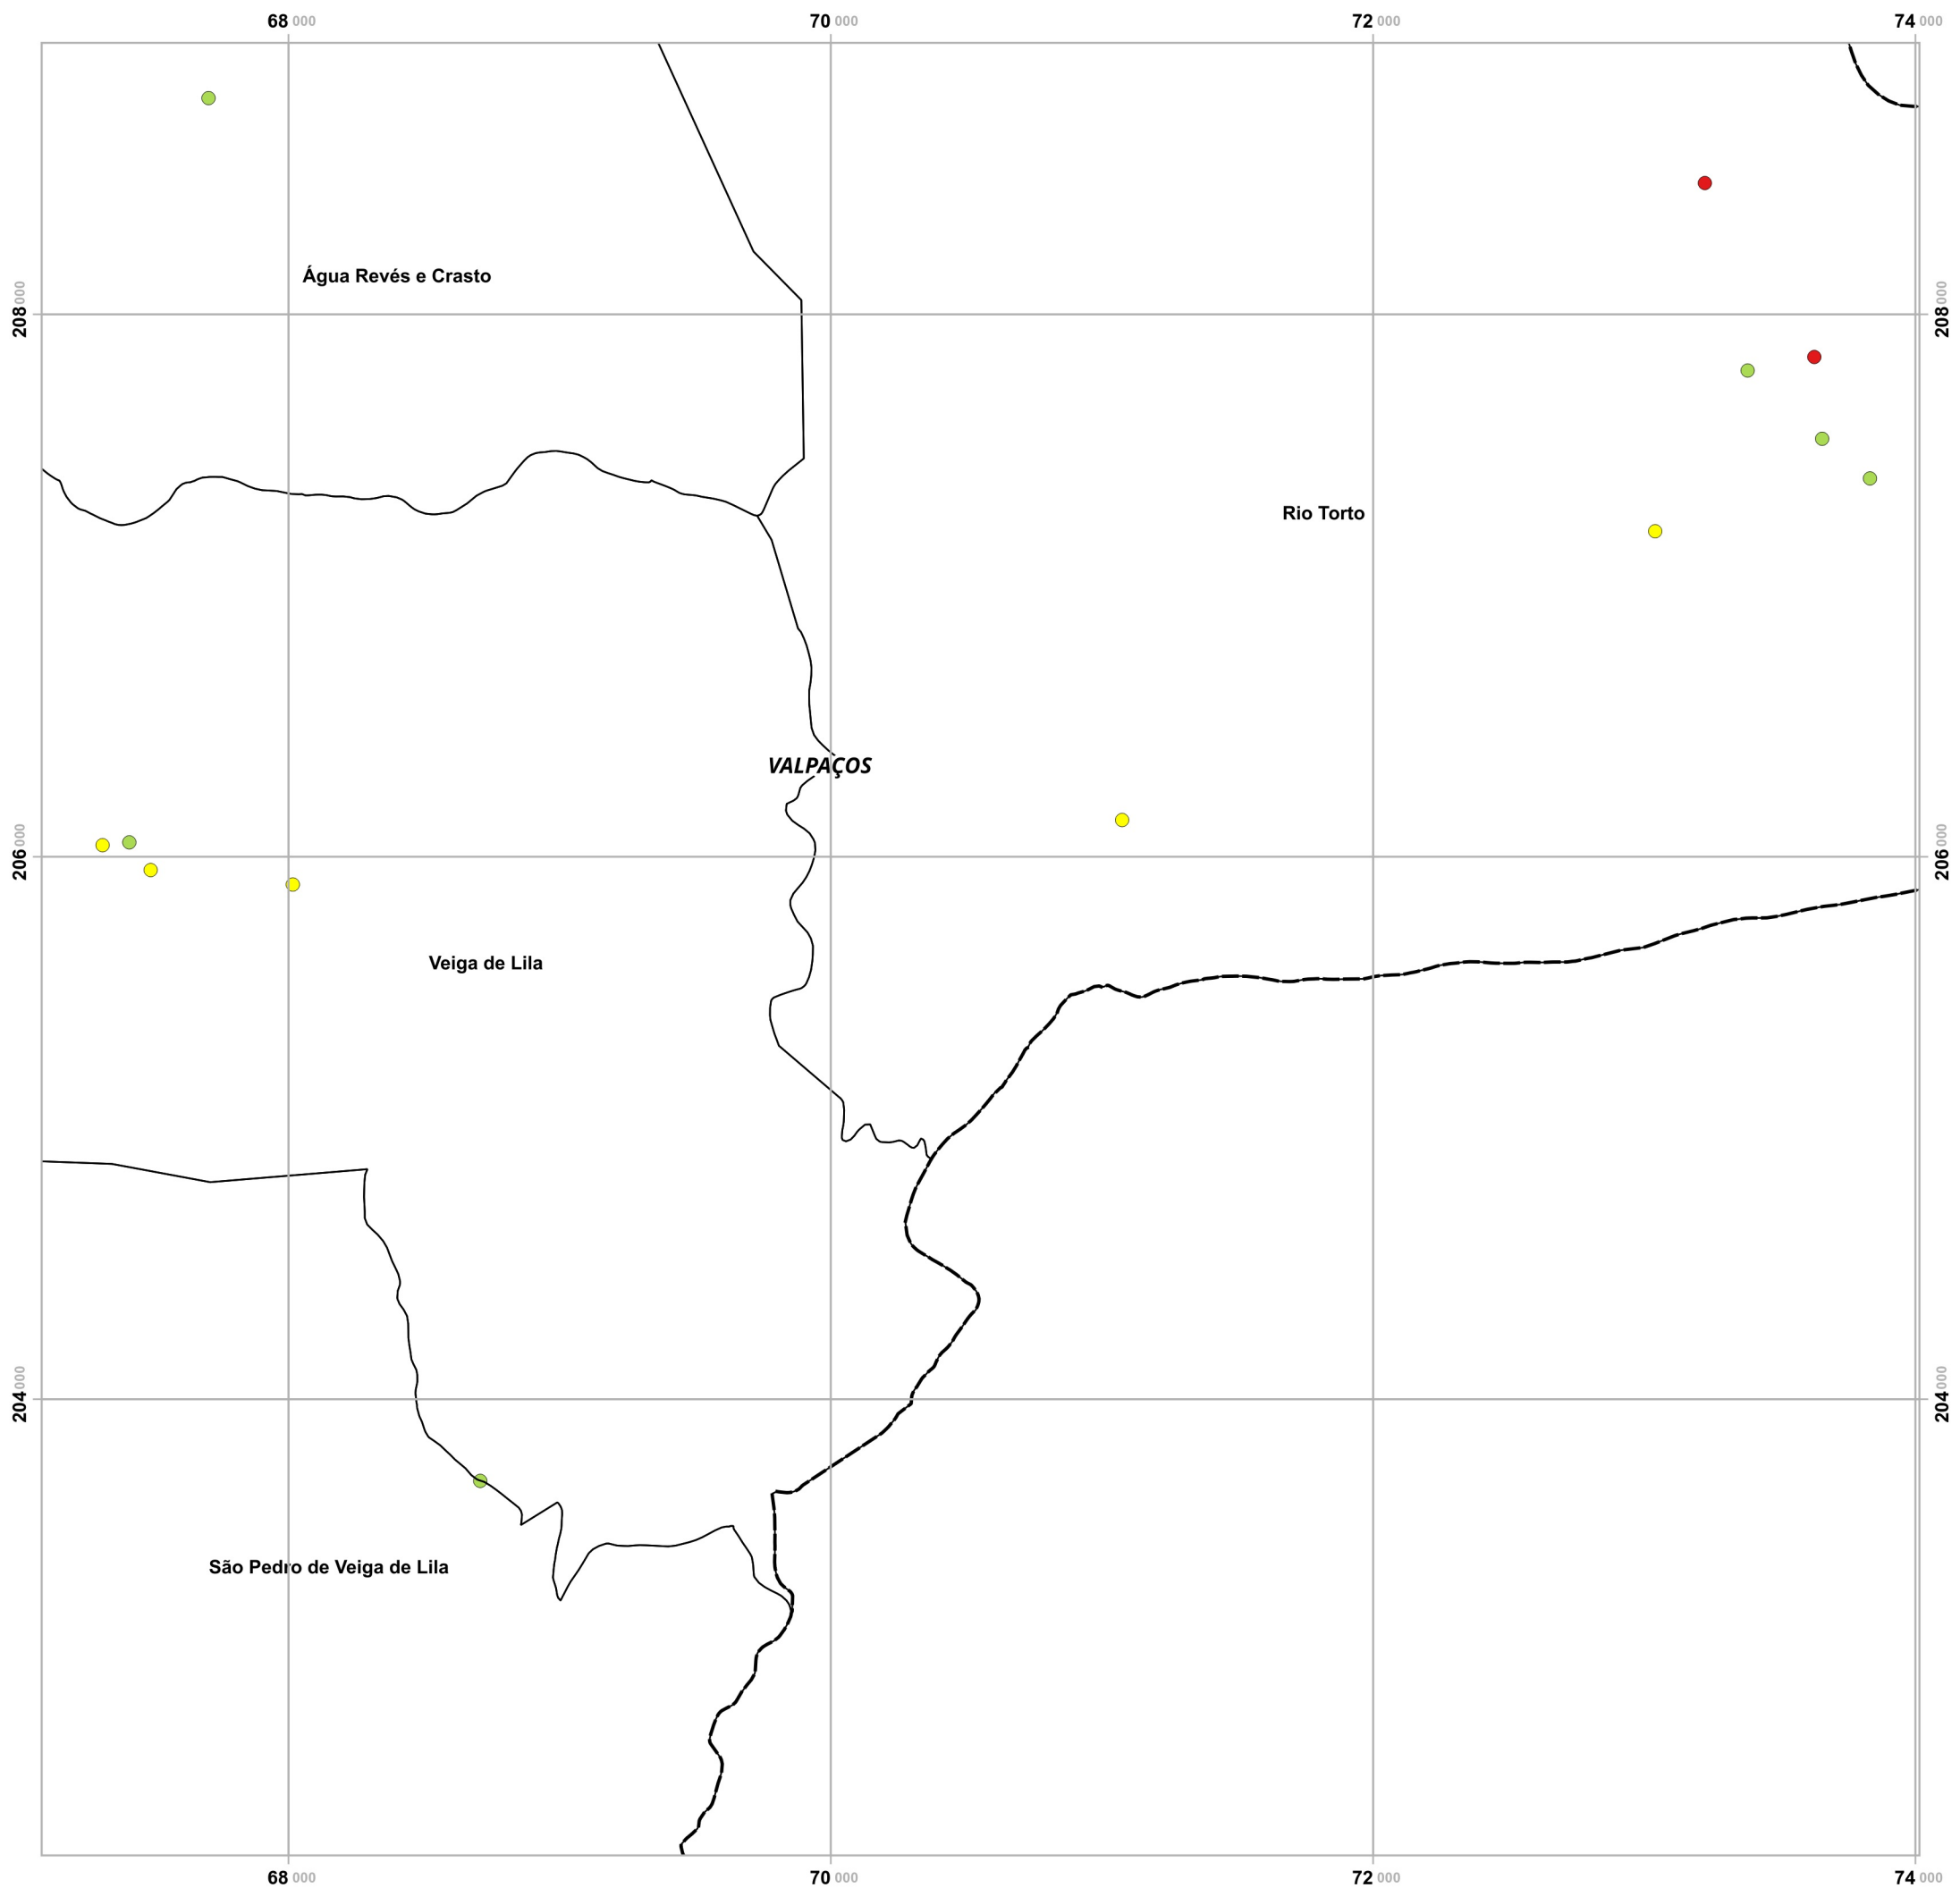 68 000 70 000 72 000 74 000
Água Revés e Crasto
208 000 208 000
Rio Torto
VALPAÇOS
206 000 206 000
Veiga de Lila
204 000 204 000
São Pedro de Veiga de Lila
68 000 70 000 72 000 74 000